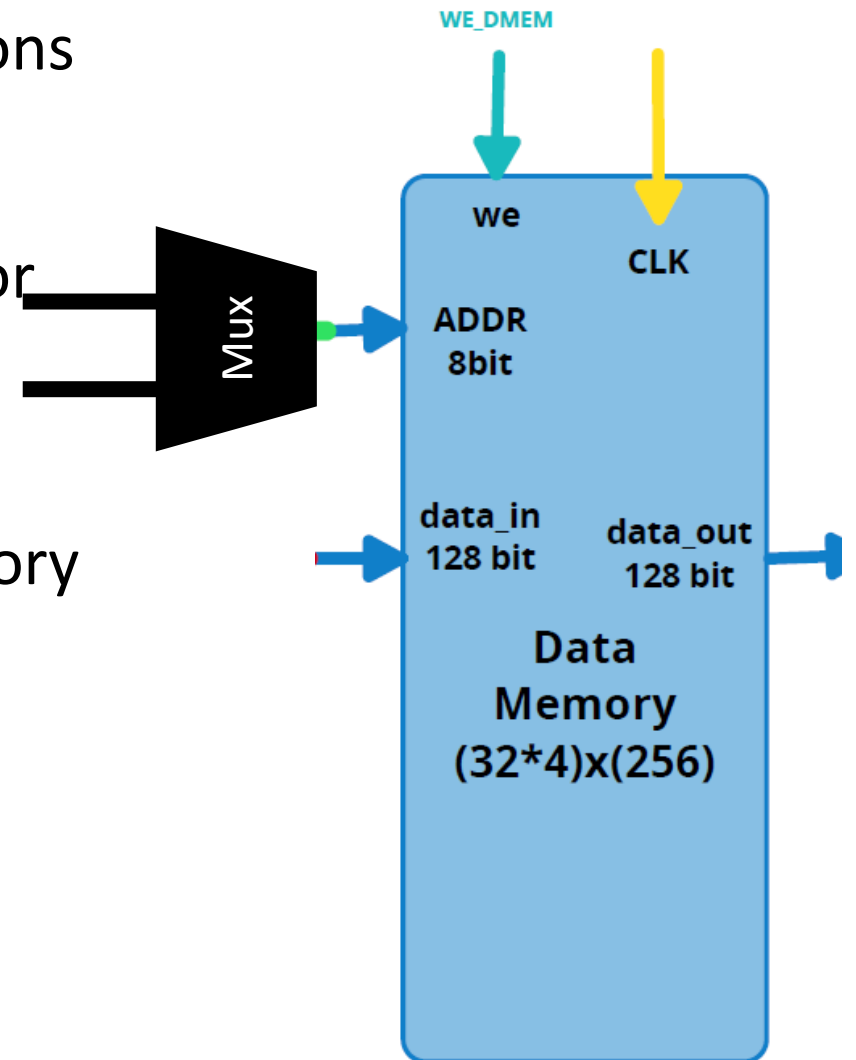 WE_DMEM
ons
we
CLK
or
Mux
ADDR
8bit
data_in
128 bit
data_out
128 bit
ory
Data
Memory
(32*4)x(256)